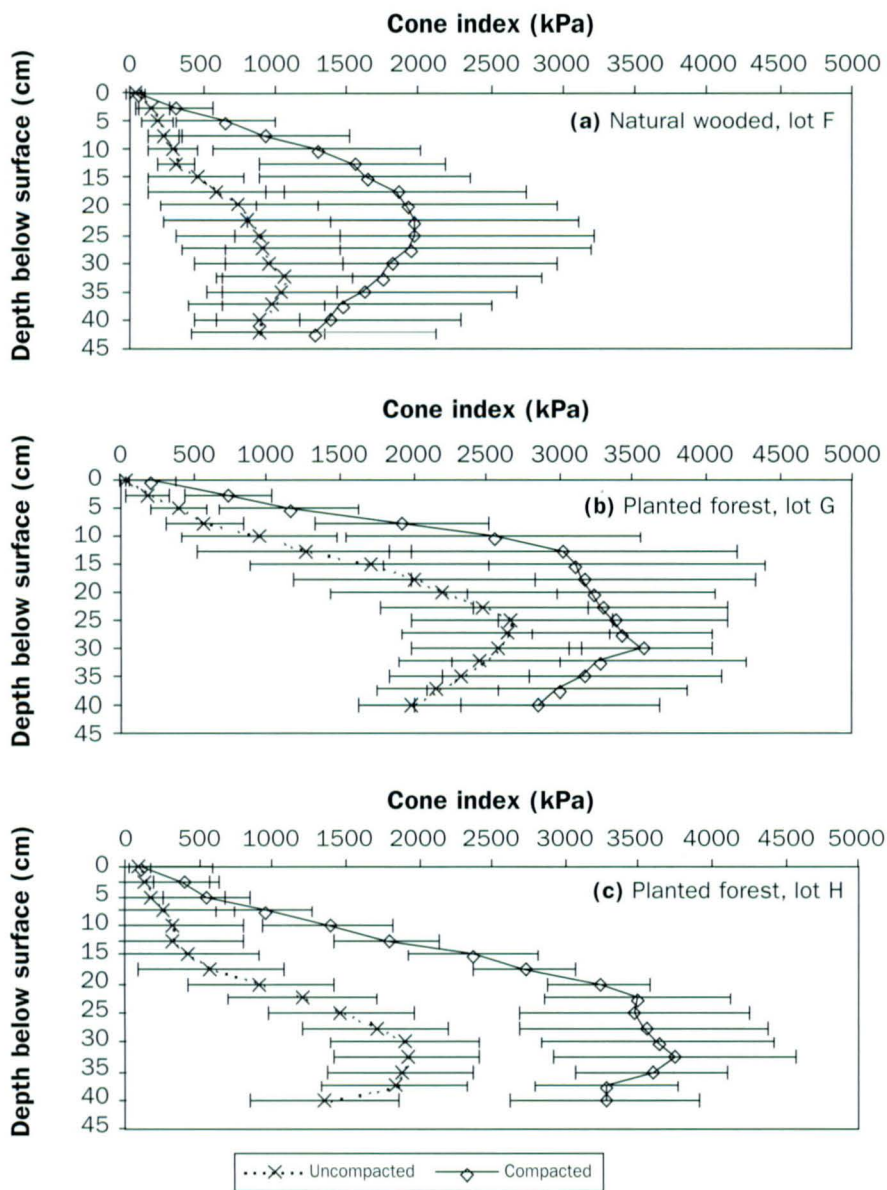 Cone index (kPa)
0 500 1000 1500 2000 2500 3000 3500 4000 4500 5000
Depth below surface (cm)
0
5
10
15
20
25
30
35
40
45
(a) Natural wooded, lot F
Cone index (kPa)
0 500 1000 1500 2000 2500 3000 3500 4000 4500 5000
Depth below surface (cm)
0
5
10
15
20
25
30
35
40
45
(b) Planted forest, lot G
Cone index (kPa)
0 500 1000 1500 2000 2500 3000 3500 4000 4500 5000
Depth below surface (cm)
0
5
10
15
20
25
30
35
40
45
(c) Planted forest, lot H
Uncompacted Compacted